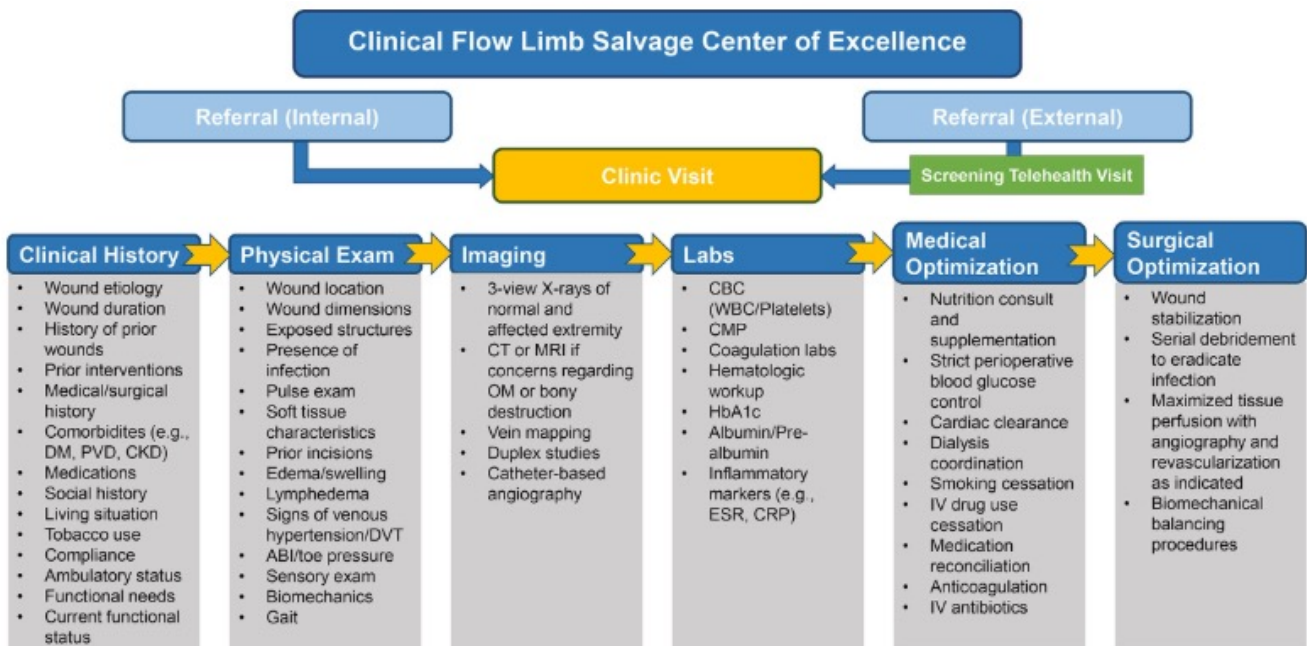 Clinical Flow Limb Salvage Center of Excellence
Referral (Internal)
Referral (External)
Clinic Visit
Screening Telehealth Visit
Clinical History
• Wound etiology
• Wound duration
• History of prior
wounds
• Prior interventions
• Medical/surgical
history
• Comorbidites (e.g.,
DM, PVD, CKD)
• Medications
• Social history
• Living situation
• Tobacco use
• Compliance
• Ambulatory status
• Functional needs
• Current functional
status
Physical Exam
• Wound location
• Wound dimensions
• Exposed structures
• Presence of
infection
• Pulse exam
• Soft tissue
characteristics
• Prior incisions
• Edema/swelling
• Lymphedema
• Signs of venous
hypertension/DVT
• ABI/toe pressure
• Sensory exam
• Biomechanics
• Gait
Imaging
• 3-view X-rays of
normal and
affected extremity
• CT or MRI if
concerns regarding
OM or bony
destruction
• Vein mapping
• Duplex studies
• Catheter-based
angiography
Labs
• CBC
(WBC/Platelets)
• CMP
• Coagulation labs
• Hematologic
workup
• HbA1c
• Albumin/Pre-
albumin
• Inflammatory
markers (e.g.,
ESR, CRP)
Medical
Optimization
• Nutrition consult
and
supplementation
• Strict perioperative
blood glucose
control
• Cardiac clearance
• Dialysis
coordination
• Smoking cessation
• IV drug use
cessation
• Medication
reconciliation
• Anticoagulation
• IV antibiotics
Surgical
Optimization
• Wound
stabilization
• Serial debridement
to eradicate
infection
• Maximized tissue
perfusion with
angiography and
revascularization
as indicated
• Biomechanical
balancing
procedures